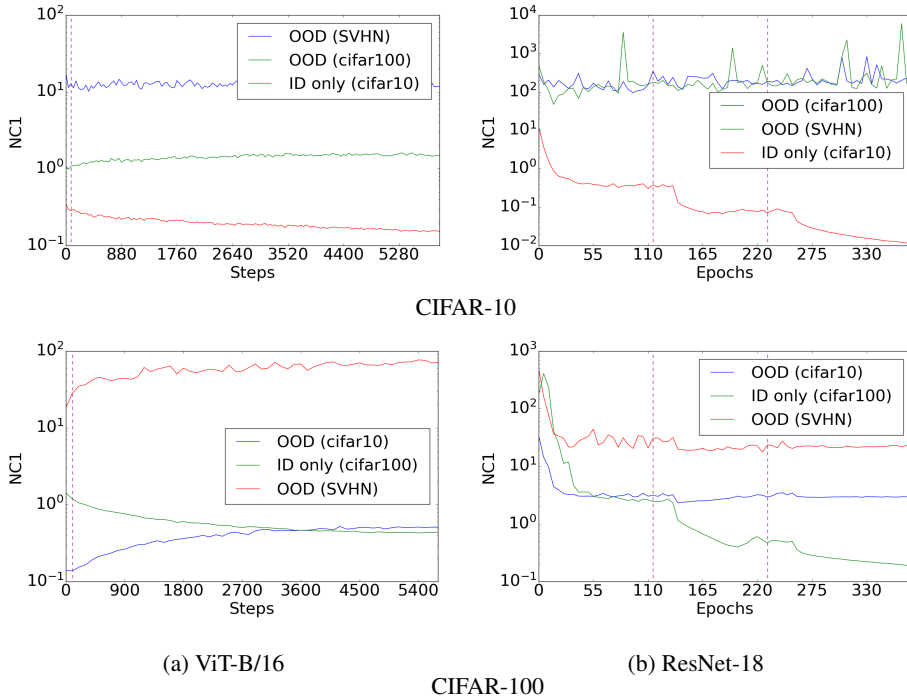 10^2
10^1
10^0
10^-1
NC1
OOD (SVHN)
OOD (cifar100)
ID only (cifar10)
0 880 1760 2640 3520 4400 5280
Steps
10^4
10^3
10^2
10^1
10^0
10^-1
10^-2
NC1
OOD (cifar100)
OOD (SVHN)
ID only (cifar10)
0 55 110 165 220 275 330
Epochs
CIFAR-10
10^2
10^1
10^0
10^-1
NC1
OOD (cifar10)
ID only (cifar100)
OOD (SVHN)
0 900 1800 2700 3600 4500 5400
Steps
10^3
10^2
10^1
10^0
10^-1
NC1
OOD (cifar10)
ID only (cifar100)
OOD (SVHN)
0 55 110 165 220 275 330
Epochs
(a) ViT-B/16
(b) ResNet-18
CIFAR-100